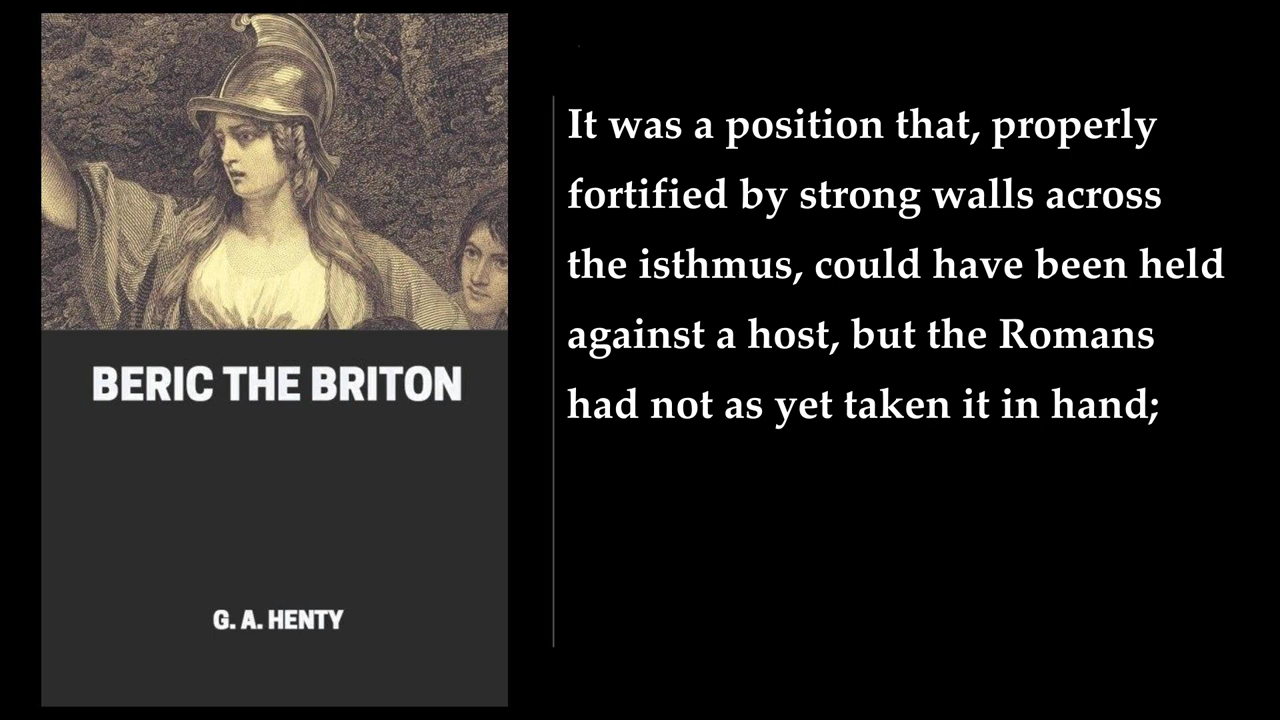 BERIC THE BRITON
G. A. HENTY
It was a position that, properly
fortified by strong walls across
the isthmus, could have been held
against a host, but the Romans
had not as yet taken it in hand;